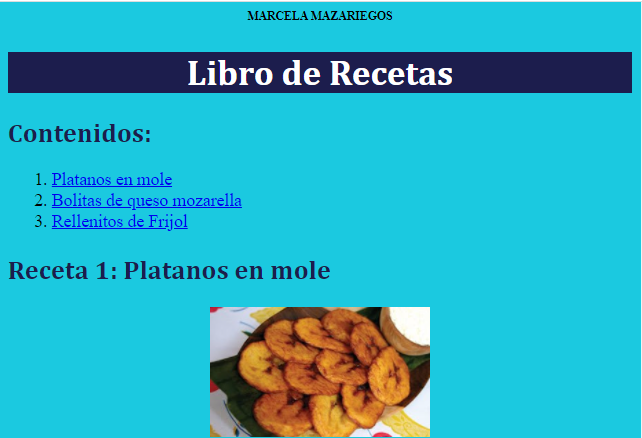 MARCELA MAZARIEGOS
Libro de Recetas
Contenidos:
1. Platanos en mole
2. Bolitas de queso mozarella
3. Rellenitos de Frijol
Receta 1: Platanos en mole